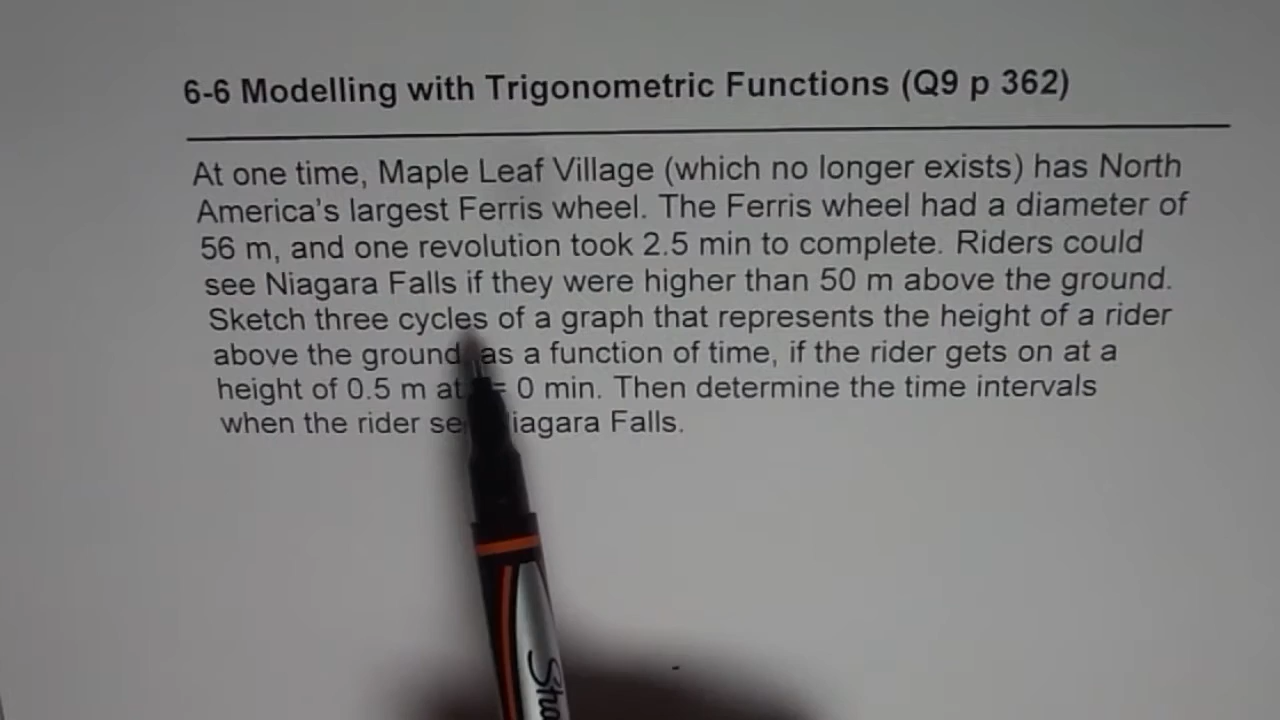 6-6 Modelling with Trigonometric Functions (Q9 p 362)
At one time, Maple Leaf Village (which no longer exists) has North
America's largest Ferris wheel. The Ferris wheel had a diameter of
56 m, and one revolution took 2.5 min to complete. Riders could
see Niagara Falls if they were higher than 50 m above the ground.
Sketch three cycles of a graph that represents the height of a rider
above the ground, as a function of time, if the rider gets on at a
height of 0.5 m at = 0 min. Then determine the time intervals
when the rider se iagara Falls.
Sha